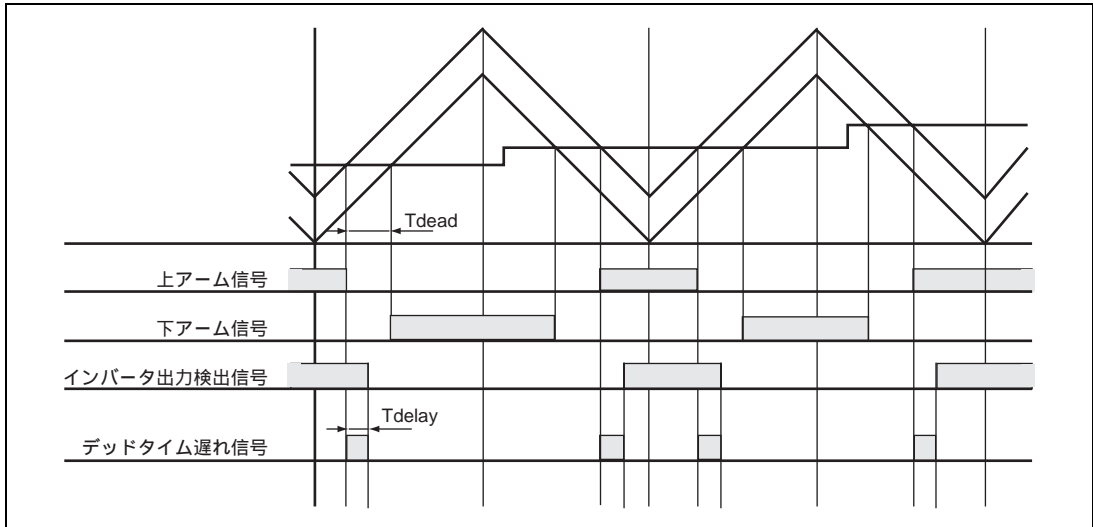 Tdead
上アーム信号
下アーム信号
インバータ出力検出信号
Tdelay
デッドタイム遅れ信号